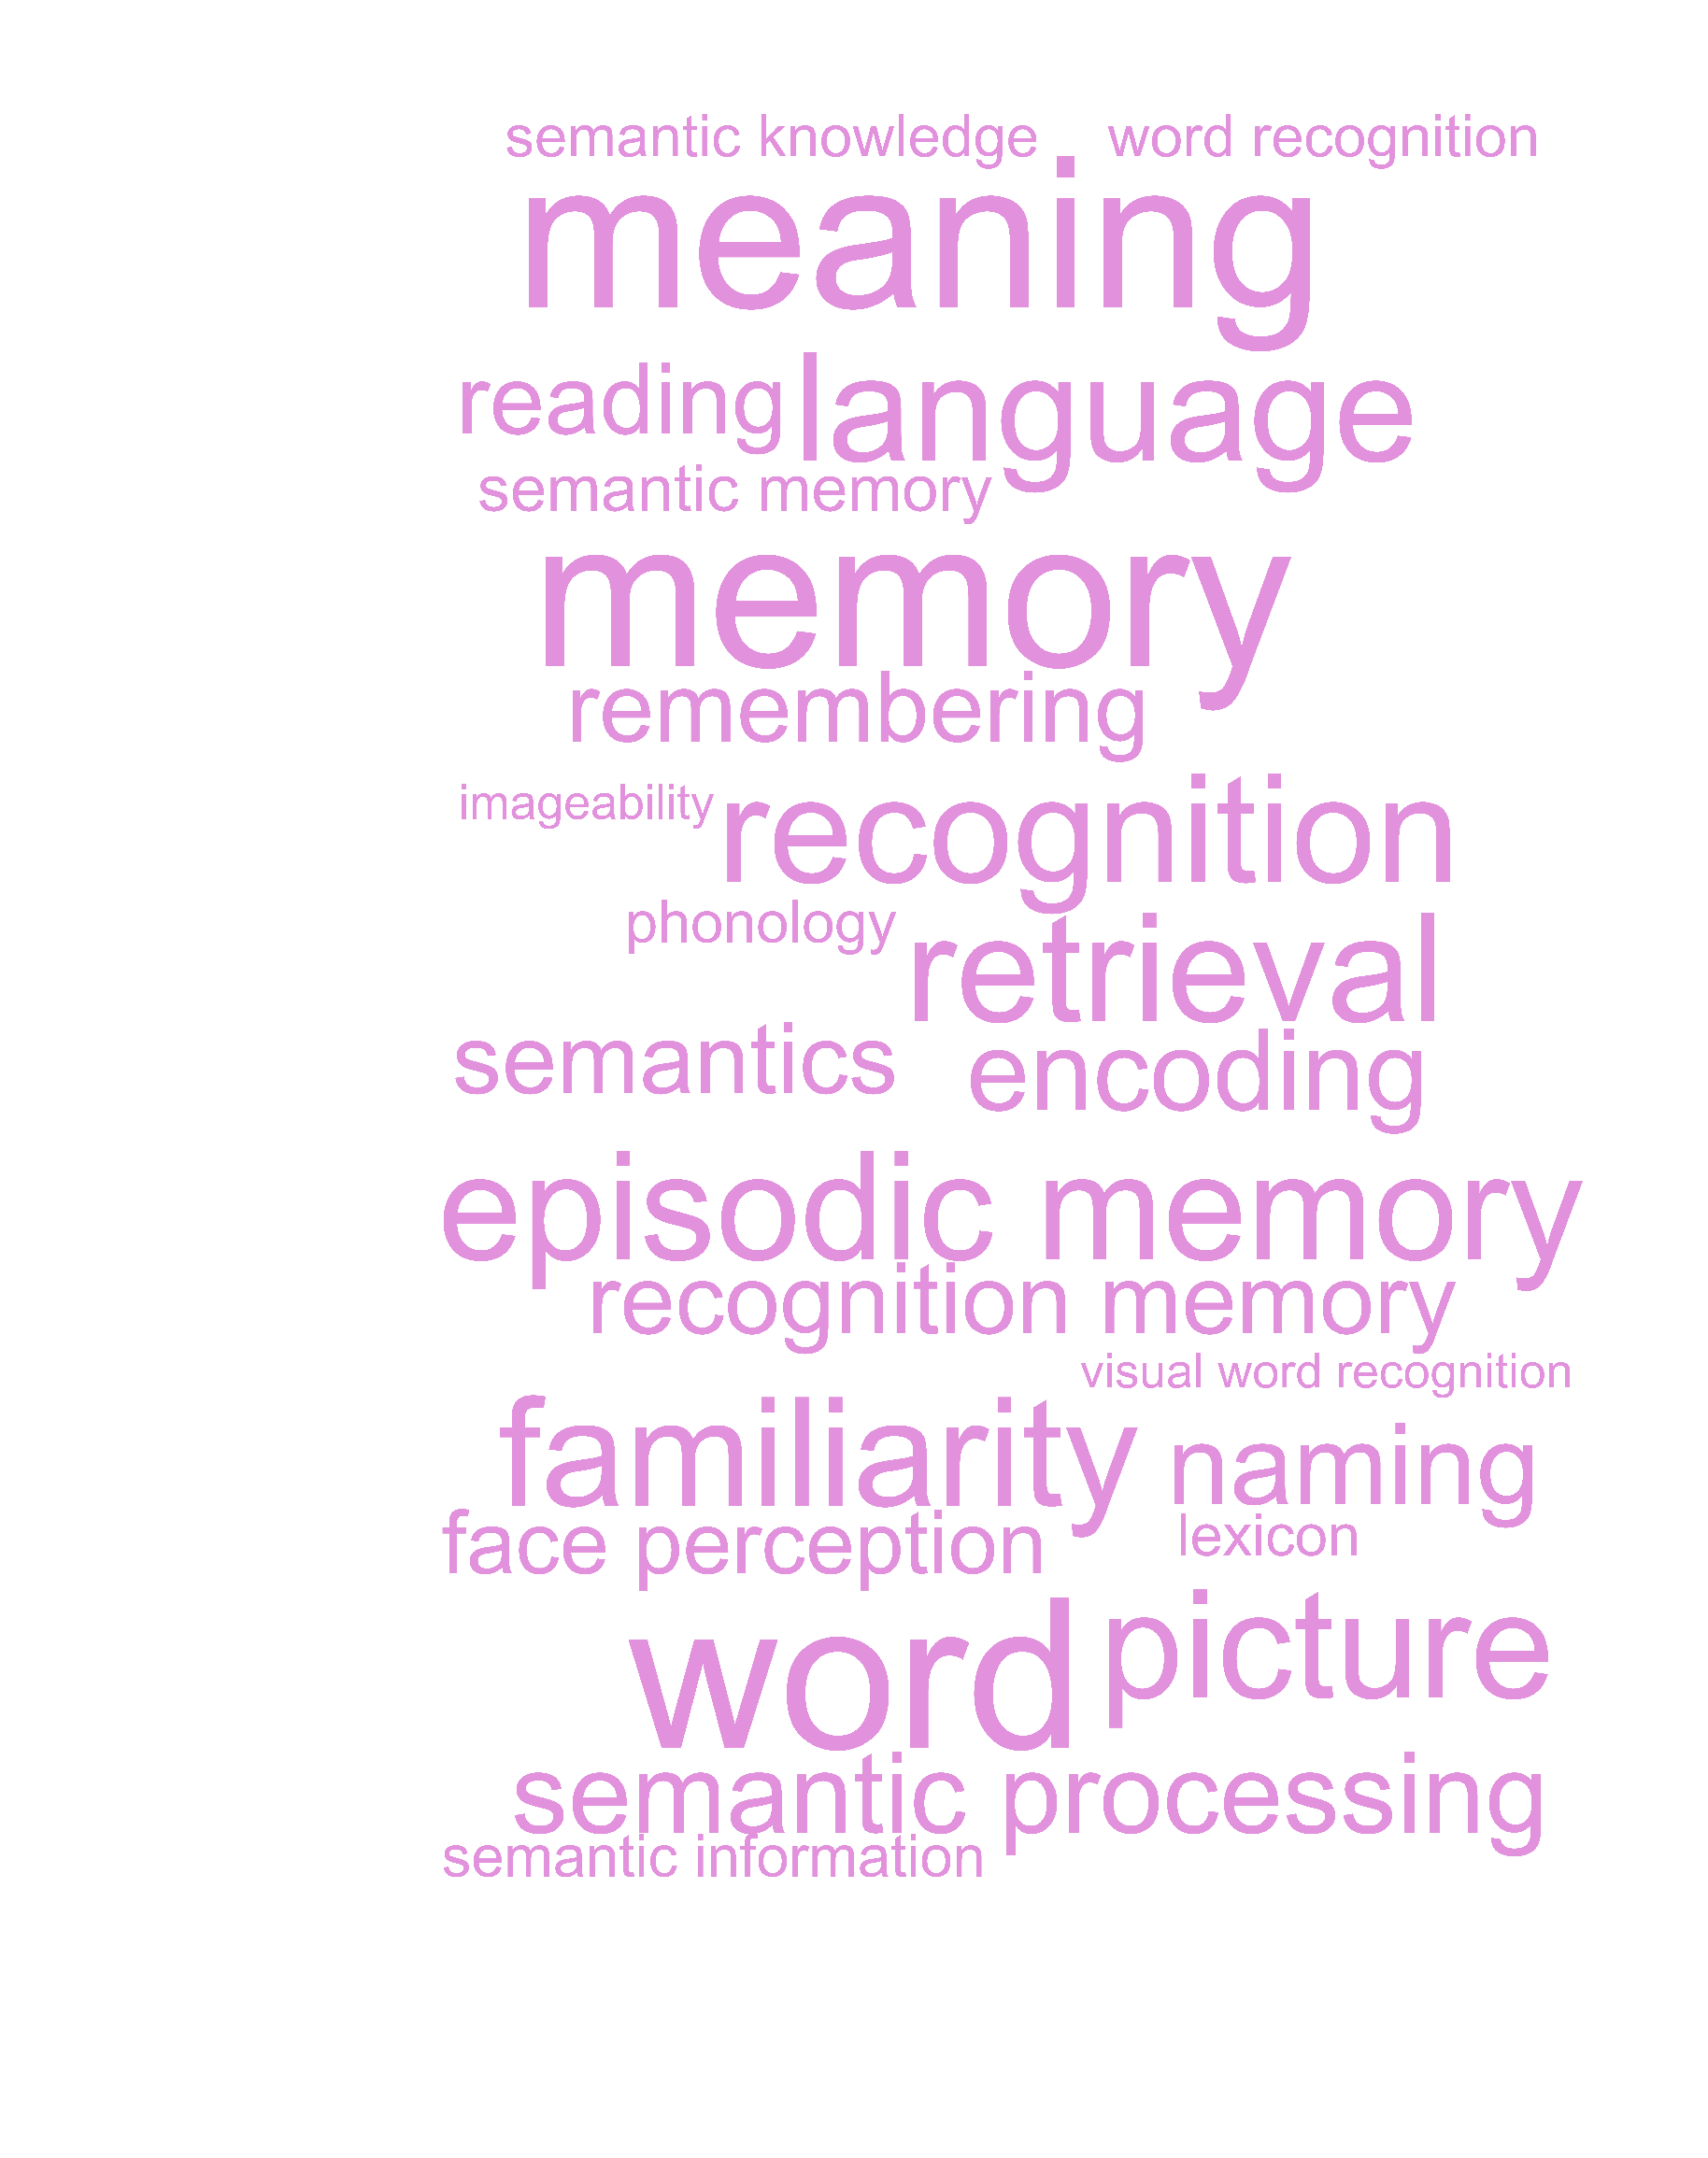 semantic knowledge word recognition
meaning
reading language
semantic memory
memory
remembering
imageability recognition
phonology retrieval
semantics encoding
episodic memory
recognition memory
visual word recognition
familiarity naming
face perception lexicon
word picture
semantic processing
semantic information